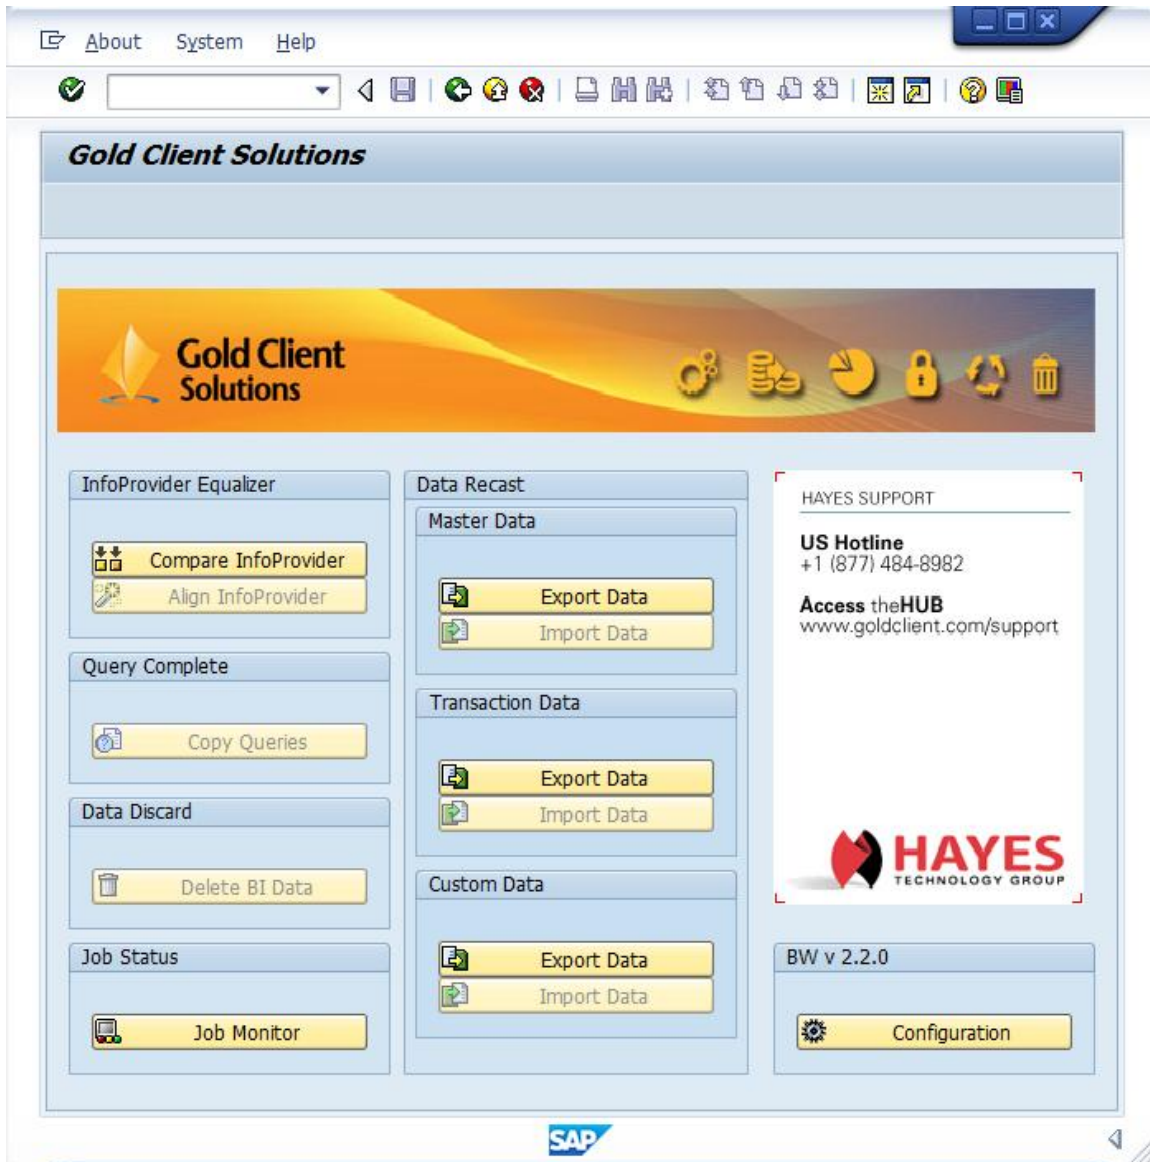 About System Help
Gold Client Solutions
Gold Client
Solutions
InfoProvider Equalizer
Compare InfoProvider
Align InfoProvider
Query Complete
Copy Queries
Data Discard
Delete BI Data
Job Status
Job Monitor
Data Recast
Master Data
Export Data
Import Data
Transaction Data
Export Data
Import Data
Custom Data
Export Data
Import Data
HAYES SUPPORT
US Hotline
+1 (877) 484-8982
Access theHUB
www.goldclient.com/support
HAYES
TECHNOLOGY GROUP
BW v 2.2.0
Configuration
SAP